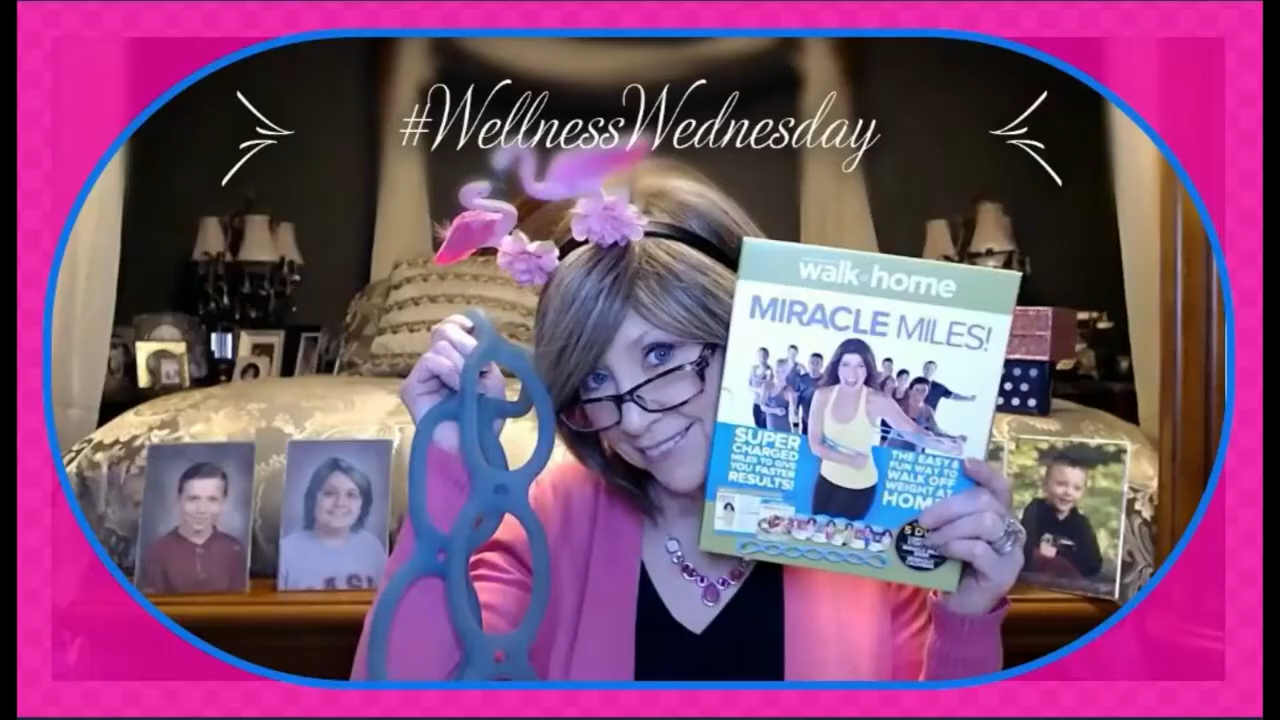 #WellnessWednesday
walk at home
MIRACLE MILES!
SUPER
CHARGED
MILES TO GIVE
YOU FASTER
RESULTS!
THE EASY &
FUN WAY TO
WALK OFF
WEIGHT AT
HOME